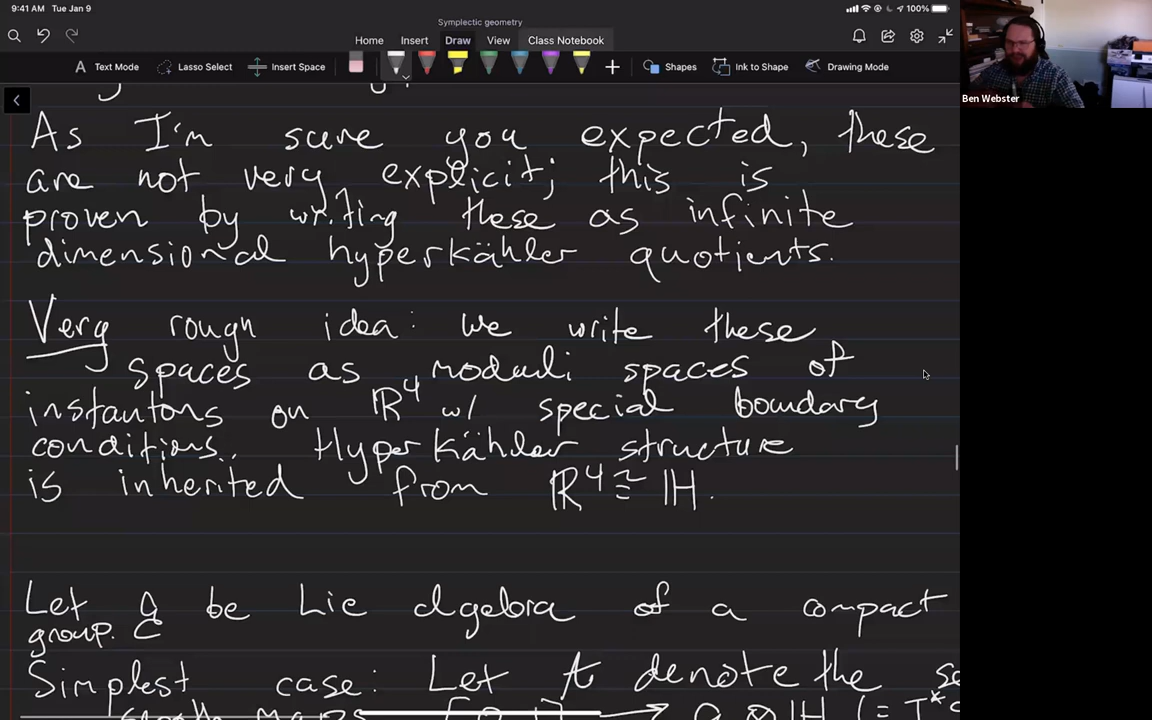 9:41 AM Tue Jan 9
100%
Symplectic geometry
Home Insert Draw View Class Notebook
Text Mode Lasso Select Insert Space Shapes Ink to Shape Drawing Mode
Ben Webster
As I'm sure you expected, these
are not very explicit; this is
proven by writing these as infinite
dimensional hyperkähler quotients.
Very rough idea: we write these
spaces as moduli spaces of
instantons on ℝ⁴ w/ special boundary
conditions. HyperKähler structure
is inherited from ℝ⁴ ≅ ℍ.
Let be Lie algebra of a compact
group.
Simplest case: Let denote the